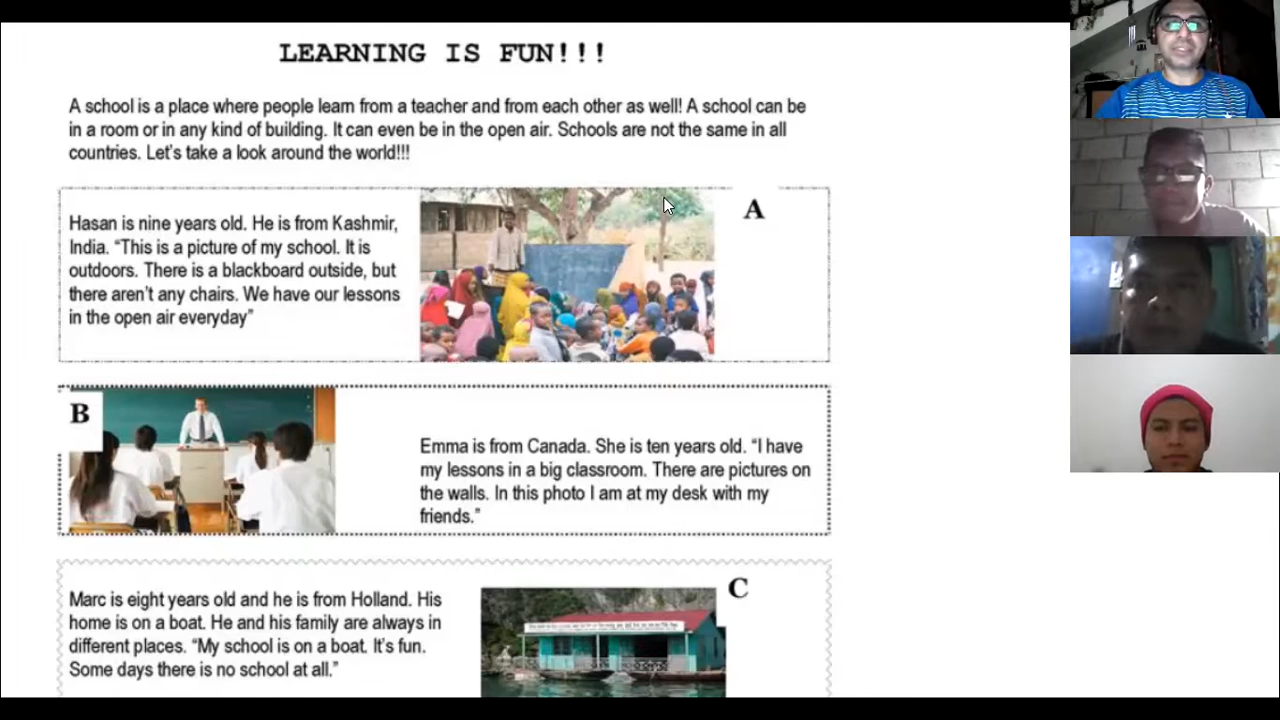 LEARNING IS FUN!!!
A school is a place where people learn from a teacher and from each other as well! A school can be
in a room or in any kind of building. It can even be in the open air. Schools are not the same in all
countries. Let's take a look around the world!!!
A
Hasan is nine years old. He is from Kashmir,
India. “This is a picture of my school. It is
outdoors. There is a blackboard outside, but
there aren't any chairs. We have our lessons
in the open air everyday”
B
Emma is from Canada. She is ten years old. “I have
my lessons in a big classroom. There are pictures on
the walls. In this photo I am at my desk with my
friends.”
C
Marc is eight years old and he is from Holland. His
home is on a boat. He and his family are always in
different places. “My school is on a boat. It's fun.
Some days there is no school at all.”